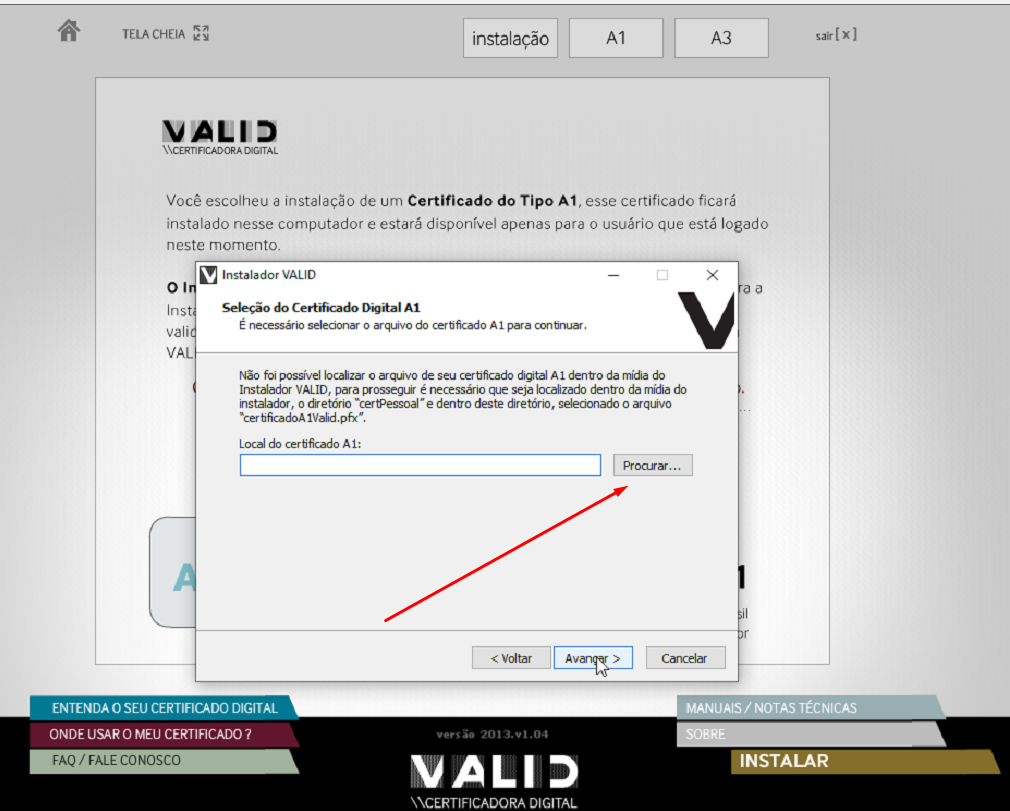 TELA CHEIA
instalação
A1
A3
sair[x]
VALID
\\CERTIFICADORA DIGITAL
Você escolheu a instalação de um Certificado do Tipo A1, esse certificado ficará
instalado nesse computador e estará disponível apenas para o usuário que está logado
neste momento.
O In
ra a
Insta
valid
VAL
Instalador VALID
Seleção do Certificado Digital A1
É necessário selecionar o arquivo do certificado A1 para continuar.
Não foi possível localizar o arquivo de seu certificado digital A1 dentro da mídia do
Instalador VALID, para prosseguir é necessário que seja localizado dentro da mídia do
instalador, o diretório "certPessoal" e dentro deste diretório, selecionado o arquivo
"certificadoA1Valid.pfx".
Local do certificado A1:
Procurar...
A
1
sil
or
< Voltar
Avançar >
Cancelar
ENTENDA O SEU CERTIFICADO DIGITAL
ONDE USAR O MEU CERTIFICADO ?
FAQ / FALE CONOSCO
versão 2013.v1.04
VALID
\\CERTIFICADORA DIGITAL
MANUAIS / NOTAS TÉCNICAS
SOBRE
INSTALAR